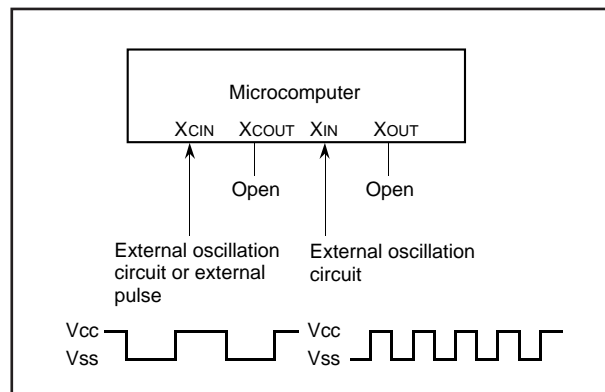 Microcomputer
XCIN XCOUT XIN XOUT
Open Open
External oscillation
circuit or external
pulse
External oscillation
circuit
Vcc
Vss
Vcc
Vss